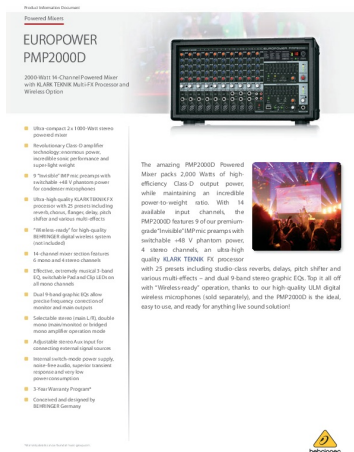 Product Information Document
Powered Mixers
EUROPOWER
PMP2000D
2000-Watt 14-Channel Powered Mixer
with KLARK TEKNIK Multi-FX Processor and
Wireless Option
Ultra-compact 2 x 1000-Watt stereo
powered mixer
Revolutionary Class-D amplifier
technology: enormous power,
incredible sonic performance and
super-light weight
9 "Invisible" IMP mic preamps with
switchable +48 V phantom power
for condenser microphones
Ultra-high quality KLARK TEKNIK FX
processor with 25 presets including
reverb, chorus, flanger, delay, pitch
shifter and various multi-effects
"Wireless-ready" for high-quality
BEHRINGER digital wireless system
(not included)
14-channel mixer section features
6 mono and 4 stereo channels
Effective, extremely musical 3-band
EQ, switchable Pad and Clip LEDs on
all mono channels
Dual 9-band graphic EQs allow
precise frequency correction of
monitor and main outputs
Selectable stereo (main L/R), double
mono (main/monitor) or bridged
mono amplifier operation mode
Adjustable stereo Aux input for
connecting external signal sources
Internal switch-mode power supply,
noise-free audio, superior transient
response and very low
power consumption
3-Year Warranty Program*
Conceived and designed by
BEHRINGER Germany
The amazing PMP2000D Powered
Mixer packs 2,000 Watts of high-
efficiency Class-D output power,
while maintaining an incredible
power-to-weight ratio. With 14
available input channels, the
PMP2000D features 9 of our premium-
grade "Invisible" IMP mic preamps with
switchable +48 V phantom power,
4 stereo channels, an ultra-high
quality KLARK TEKNIK FX processor
with 25 presets including studio-class reverbs, delays, pitch shifter and
various multi-effects – and dual 9-band stereo graphic EQs. Top it all off
with "Wireless-ready" operation, thanks to our high-quality ULM digital
wireless microphones (sold separately), and the PMP2000D is the ideal,
easy-to-use, and ready for anything live sound solution!
behringer